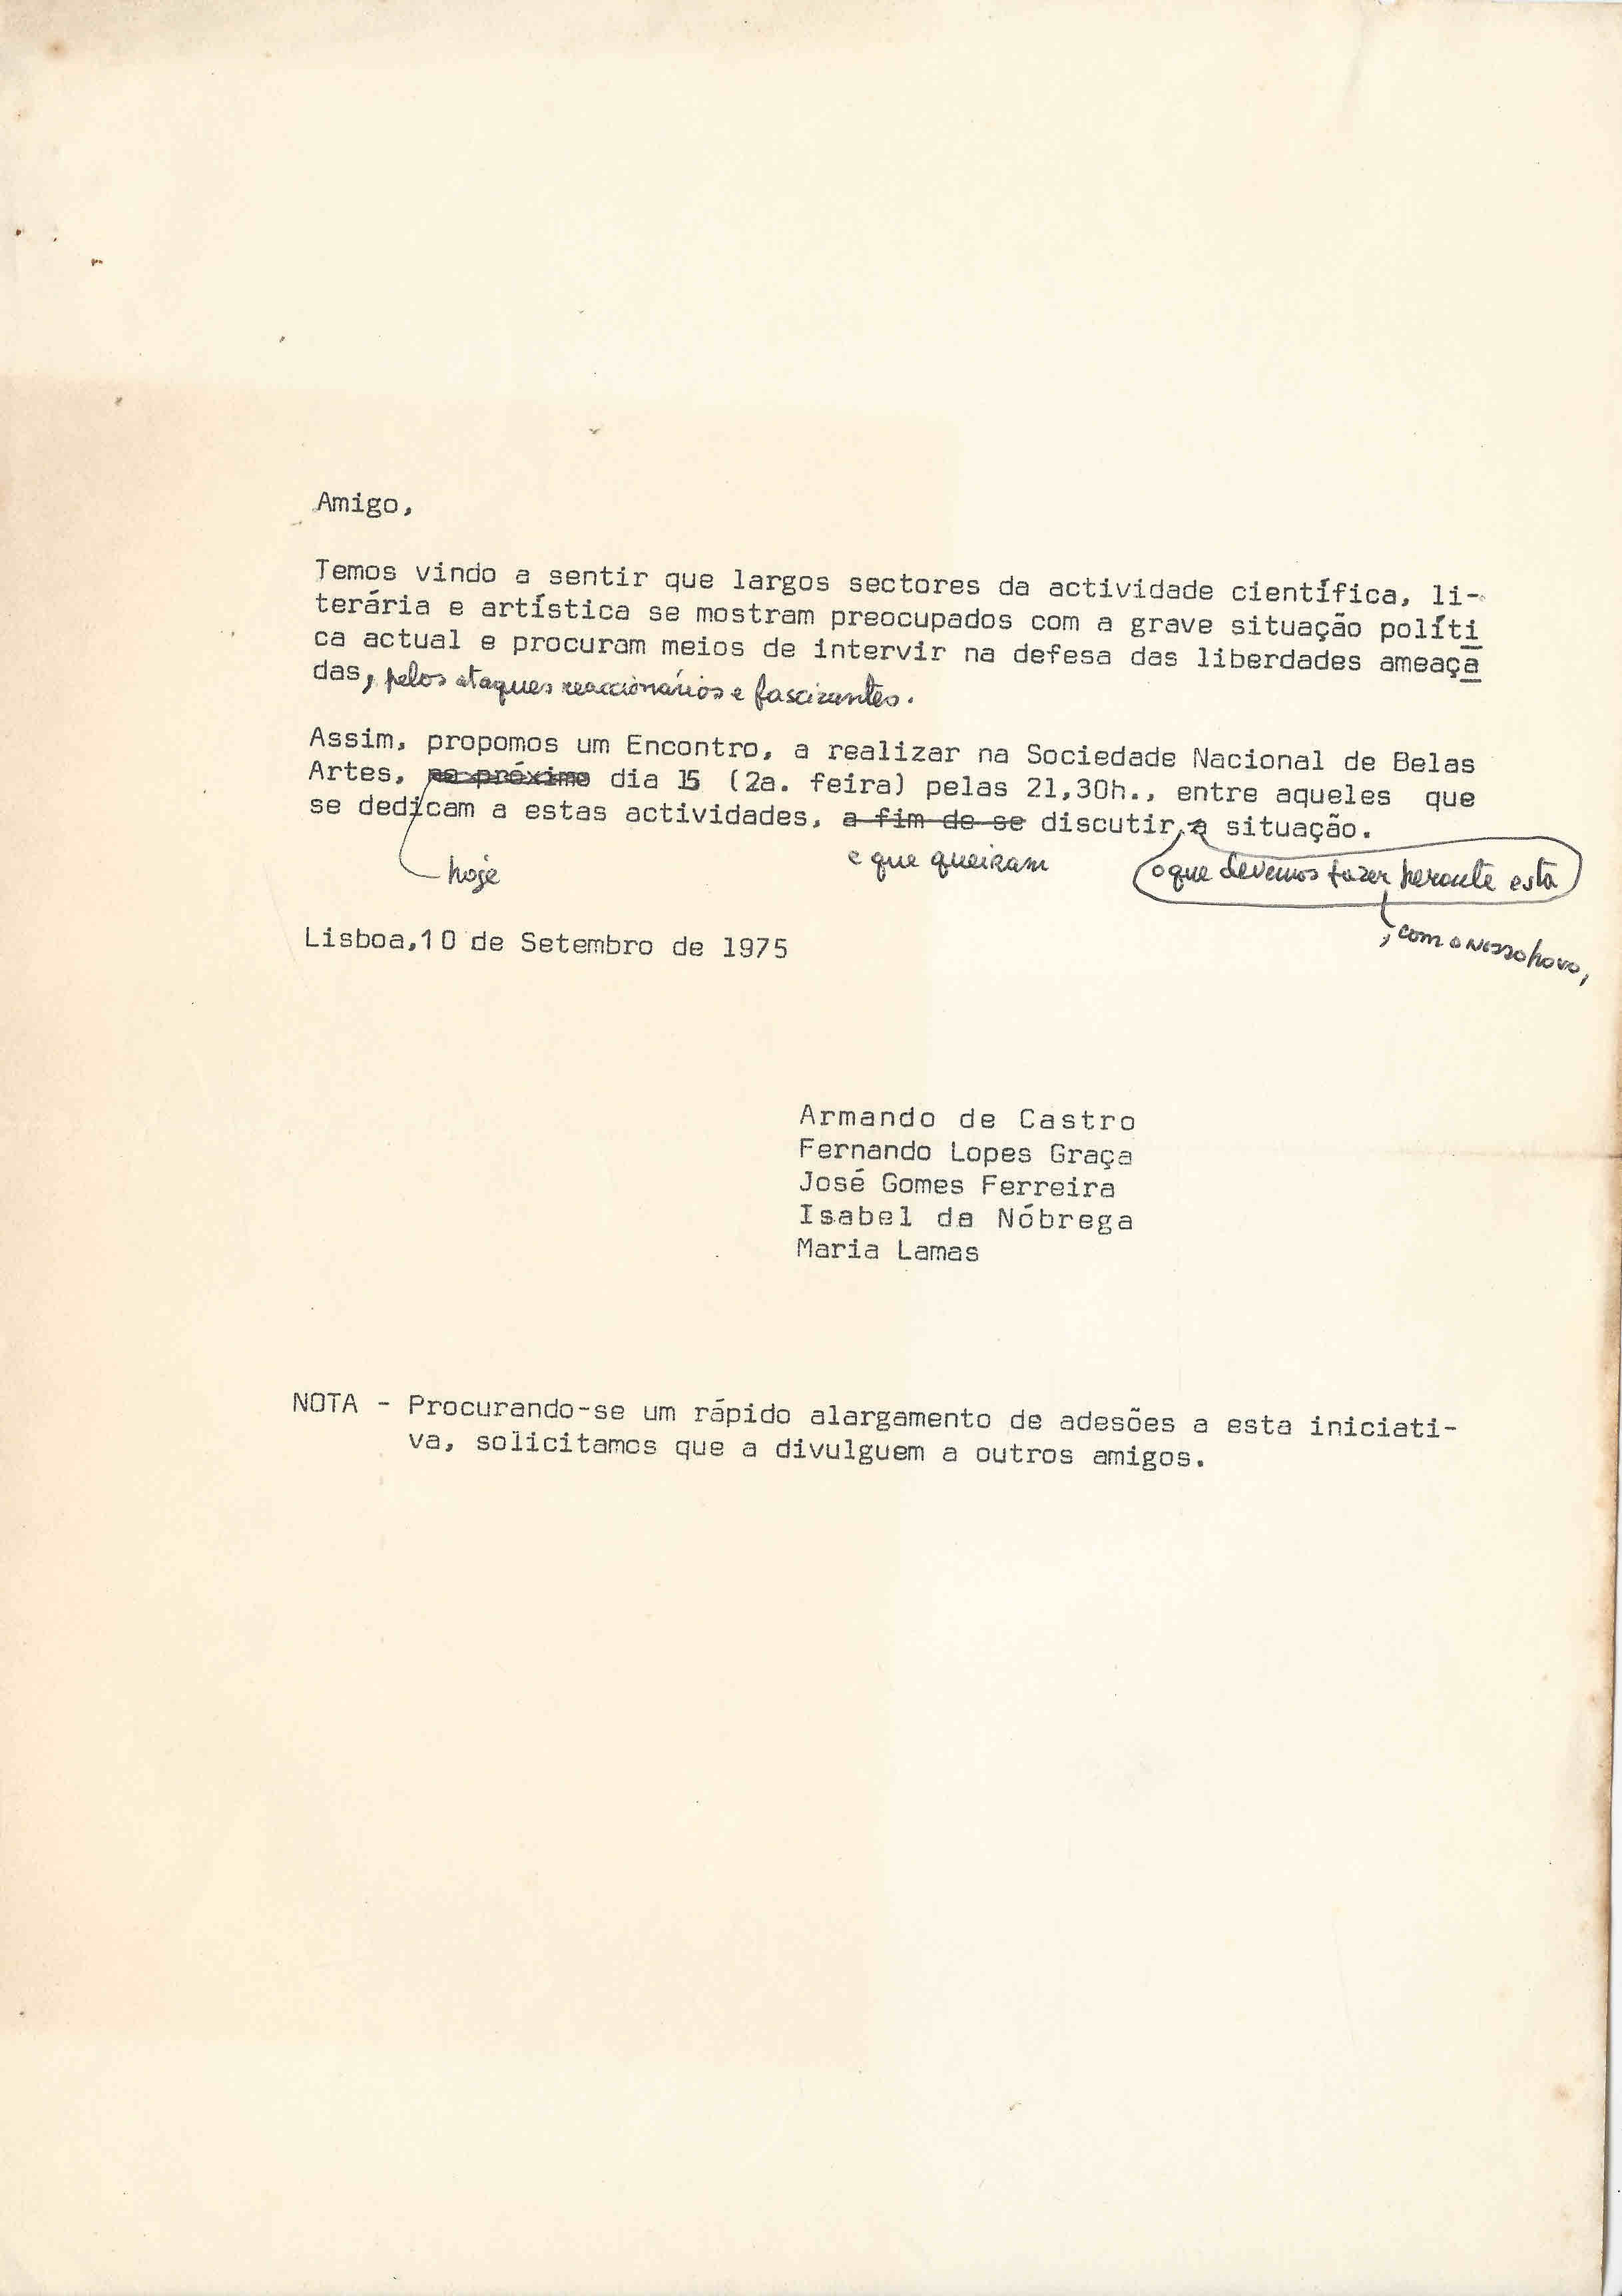 Amigo,
Temos vindo a sentir que largos sectores da actividade científica, li-
terária e artística se mostram preocupados com a grave situação políti
ca actual e procuram meios de intervir na defesa das liberdades ameaça
das, pelos ataques reaccionários e fascizantes.
Assim, propomos um Encontro, a realizar na Sociedade Nacional de Belas
Artes, no próximo dia 15 (2a. feira) pelas 21,30h., entre aqueles que
se dedicam a estas actividades, a fim de se discutir, a situação.
hoje
e que queiram
o que devemos fazer perante esta
, com o nosso povo,
Lisboa,10 de Setembro de 1975
Armando de Castro
Fernando Lopes Graça
José Gomes Ferreira
Isabel da Nóbrega
Maria Lamas
NOTA - Procurando-se um rápido alargamento de adesões a esta iniciati-
va, solicitamos que a divulguem a outros amigos.